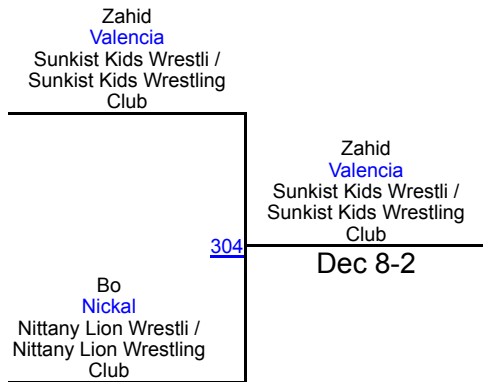 Zahid
Valencia
Sunkist Kids Wrestli /
Sunkist Kids Wrestling
Club
Zahid
Valencia
Sunkist Kids Wrestli /
Sunkist Kids Wrestling
Club
304
Dec 8-2
Bo
Nickal
Nittany Lion Wrestli /
Nittany Lion Wrestling
Club